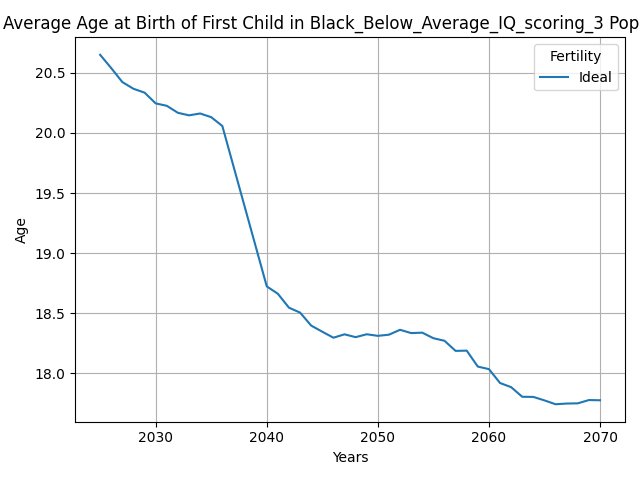 Average Age at Birth of First Child in Black_Below_Average_IQ_scoring_3 Pop
Fertility
Ideal
20.5
20.0
19.5
19.0
18.5
18.0
Age
2030 2040 2050 2060 2070
Years